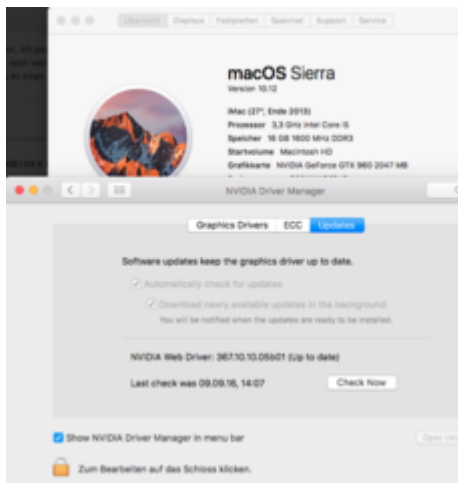 Übersicht Displays Festplatten Speicher Support Service
macOS Sierra
Version 10.12
iMac (27", Ende 2013)
Prozessor 3,3 GHz Intel Core i5
Speicher 16 GB 1600 MHz DDR3
Startvolume Macintosh HD
Grafikkarte NVIDIA GeForce GTX 960 2047 MB
NVIDIA Driver Manager
Graphics Drivers ECC Updates
Software updates keep the graphics driver up to date.
Automatically check for updates
Download newly available updates in the background
You will be notified when the updates are ready to be installed.
NVIDIA Web Driver: 367.10.10.05b01 (Up to date)
Last check was 09.09.16, 14:07 Check Now
Show NVIDIA Driver Manager in menu bar
Zum Bearbeiten auf das Schloss klicken.